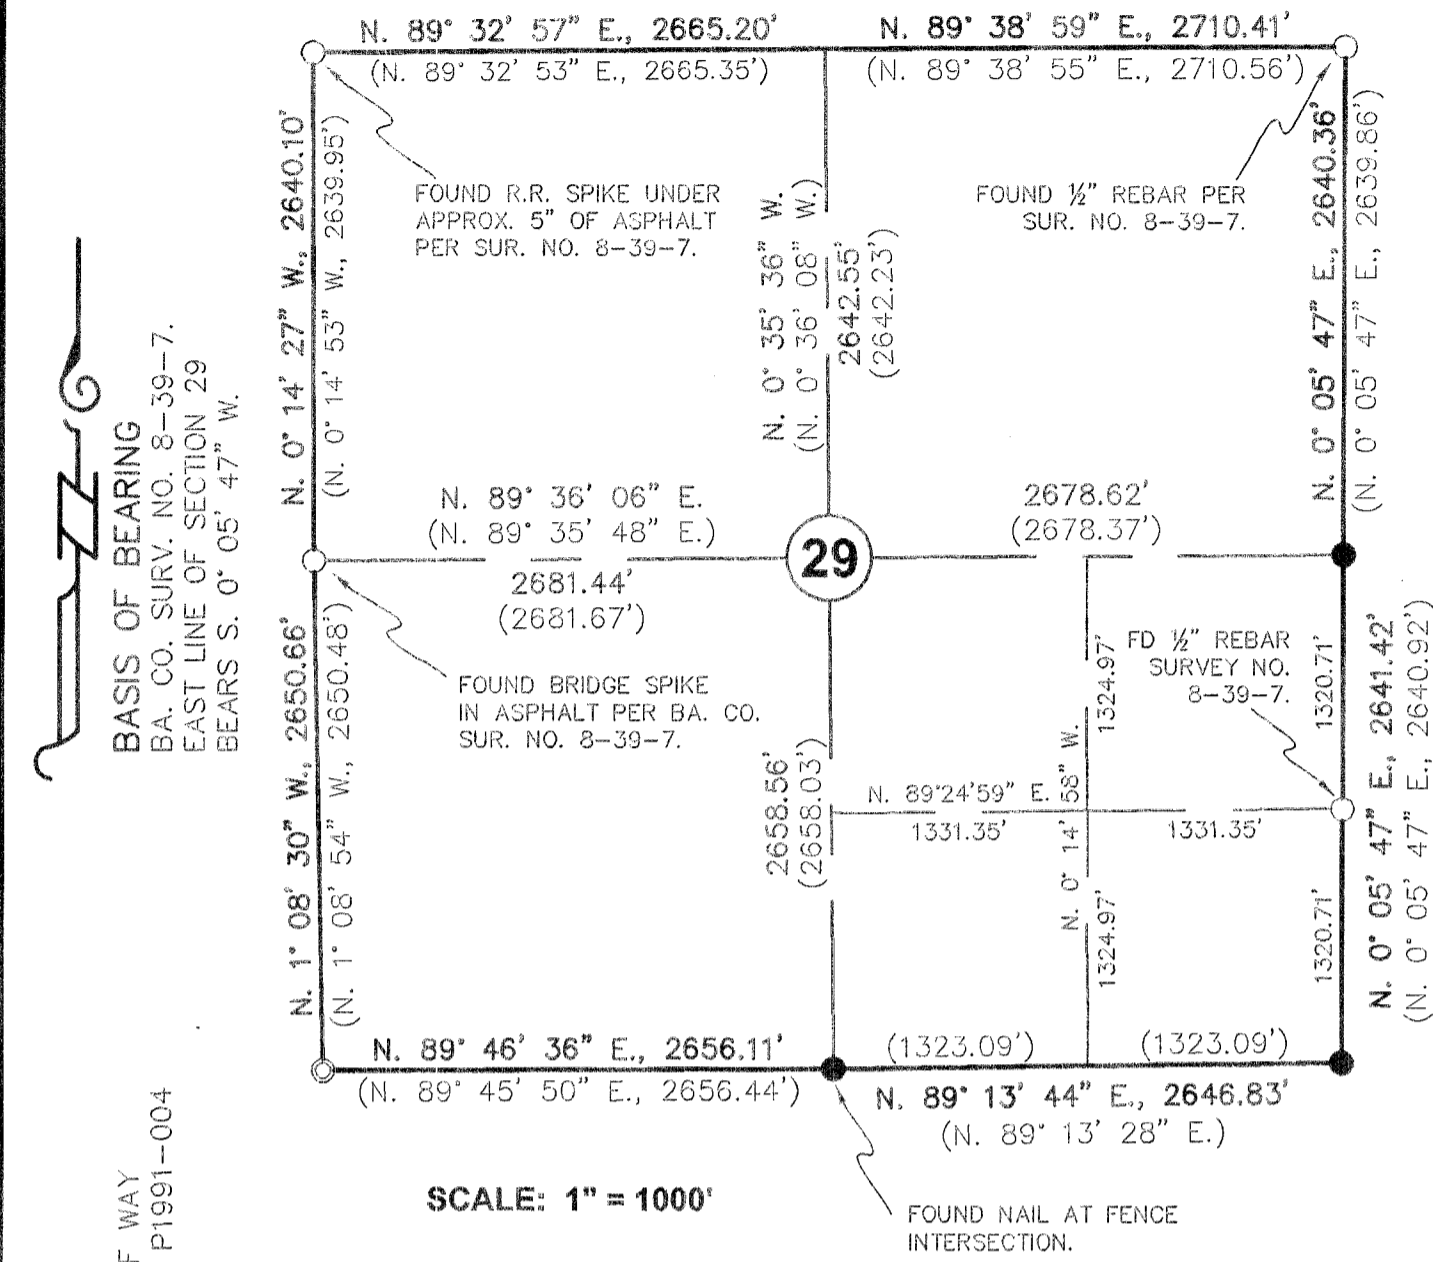 N. 89° 32' 57" E., 2665.20'
(N. 89° 32' 53" E., 2665.35')
N. 89° 38' 59" E., 2710.41'
(N. 89° 38' 55" E., 2710.56')
N. 0° 14' 27" W., 2640.10'
(N. 0° 14' 53" W., 2639.95')
FOUND R.R. SPIKE UNDER
APPROX. 5" OF ASPHALT
PER SUR. NO. 8-39-7.
N. 0° 35' 36" W.
(N. 0° 36' 08" W.)
2642.55'
(2642.23')
FOUND ½" REBAR PER
SUR. NO. 8-39-7.
N. 0° 05' 47" E., 2640.36'
(N. 0° 05' 47" E., 2639.86')
BASIS OF BEARING
BA. CO. SURV. NO. 8-39-7.
EAST LINE OF SECTION 29
BEARS S. 0° 05' 47" W.
N. 89° 36' 06" E.
(N. 89° 35' 48" E.)
2681.44'
(2681.67')
29
2678.62'
(2678.37')
N. 1° 08' 30" W., 2650.66'
(N. 1° 08' 54" W., 2650.48')
FOUND BRIDGE SPIKE
IN ASPHALT PER BA. CO.
SUR. NO. 8-39-7.
2658.56'
(2658.03')
1324.97'
FD ½" REBAR
SURVEY NO.
8-39-7.
1320.71'
N. 89°24'59" E.
1331.35'
1331.35'
N. 0° 14' 58" W.
1324.97'
1320.71'
N. 0° 05' 47" E., 2641.42'
(N. 0° 05' 47" E., 2640.92')
N. 89° 46' 36" E., 2656.11'
(N. 89° 45' 50" E., 2656.44')
(1323.09')
(1323.09')
N. 89° 13' 44" E., 2646.83'
(N. 89° 13' 28" E.)
F WAY
P1991-004
SCALE: 1" = 1000'
FOUND NAIL AT FENCE
INTERSECTION.